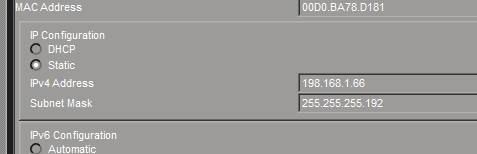 MAC Address 00D0.BA78.D181
IP Configuration
DHCP
Static
IPv4 Address 198.168.1.66
Subnet Mask 255.255.255.192
IPv6 Configuration
Automatic